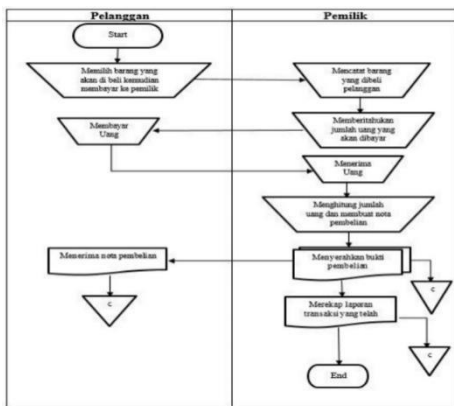 Pelanggan
Pemilik
Start
Memilih barang yang
akan di beli kemudian
membayar ke pemilik
Mencatat barang
yang dibeli
pelanggan
Membayar
Uang
Memberitahukan
jumlah uang yang
akan dibayar
Menerima
Uang
Menghitung jumlah
uang dan membuat nota
pembelian
Menerima nota pembelian
Menyerahkan bukti
pembelian
c
c
Merekap laporan
transaksi yang telah
c
End